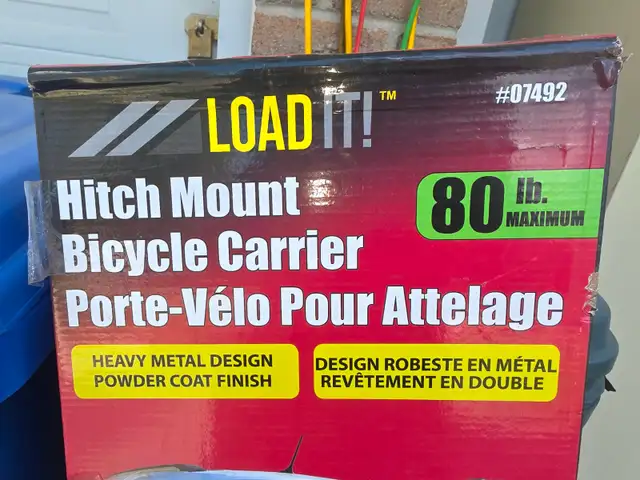 LOAD IT!™
#07492
Hitch Mount
Bicycle Carrier
Porte-Vélo Pour Attelage
80 lb.
MAXIMUM
HEAVY METAL DESIGN
POWDER COAT FINISH
DESIGN ROBESTE EN MÉTAL
REVÊTEMENT EN DOUBLE